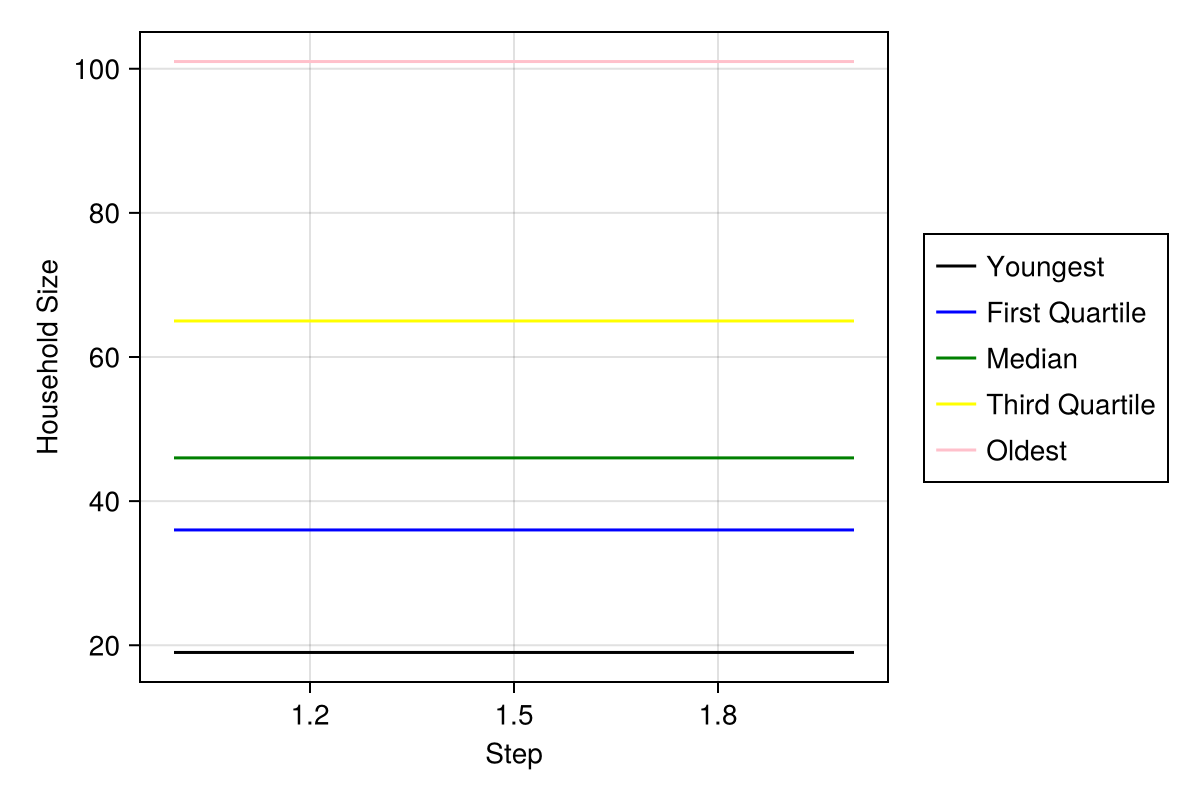 100
80
60
40
20
Household Size
1.2
1.5
1.8
Step
Youngest
First Quartile
Median
Third Quartile
Oldest